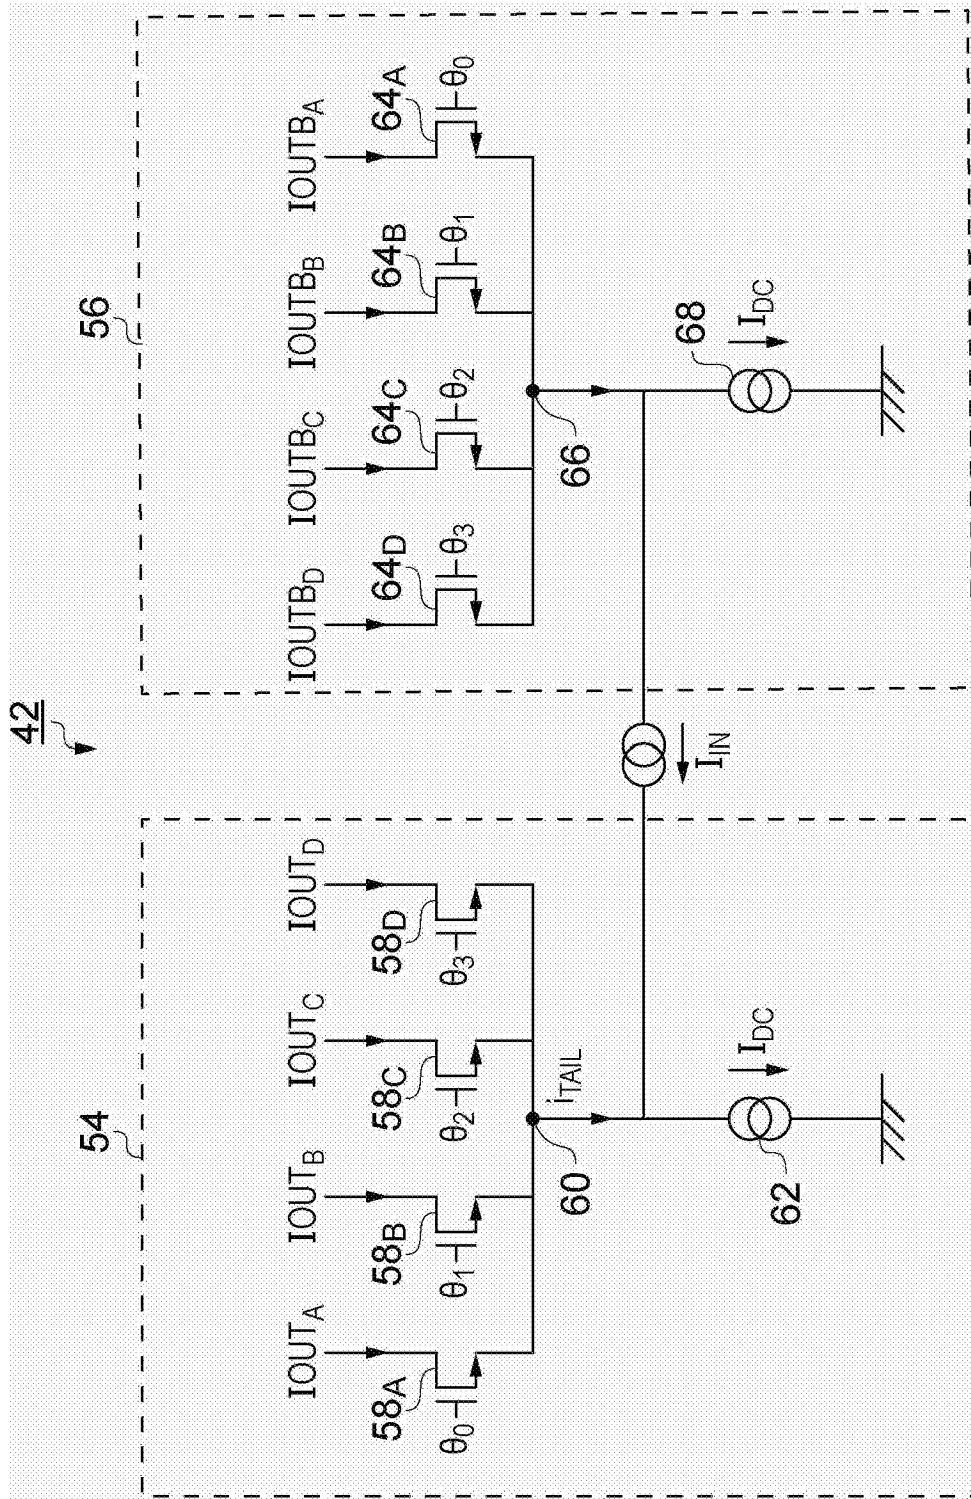 42
54
56
IOUTA
IOUTB
IOUTC
IOUTD
IOUTBD
IOUTBC
IOUTBB
IOUTBA
58A
58B
58C
58D
64D
64C
64B
64A
θ0
θ1
θ2
θ3
θ3
θ2
θ1
θ0
60
iTAIL
66
IIN
62
IDC
68
IDC